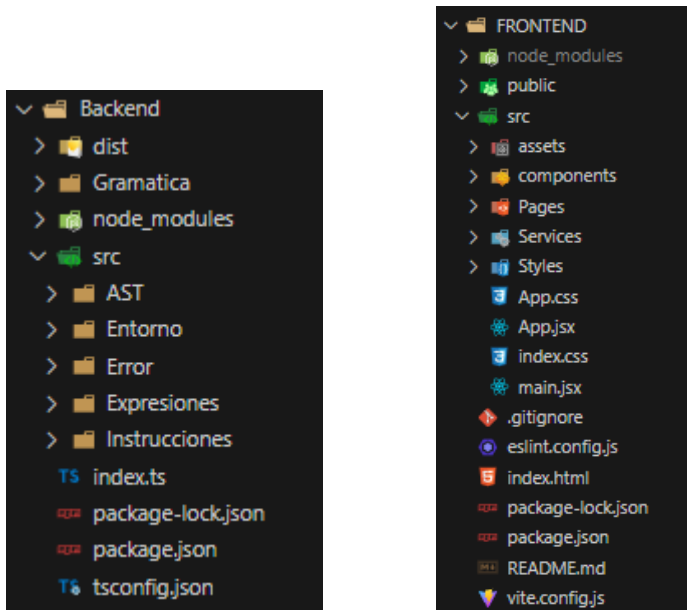 Backend
dist
Gramatica
node_modules
src
AST
Entorno
Error
Expresiones
Instrucciones
TS index.ts
package-lock.json
package.json
TS tsconfig.json
FRONTEND
node_modules
public
src
assets
components
Pages
Services
Styles
App.css
App.jsx
index.css
main.jsx
.gitignore
eslint.config.js
index.html
package-lock.json
package.json
README.md
vite.config.js